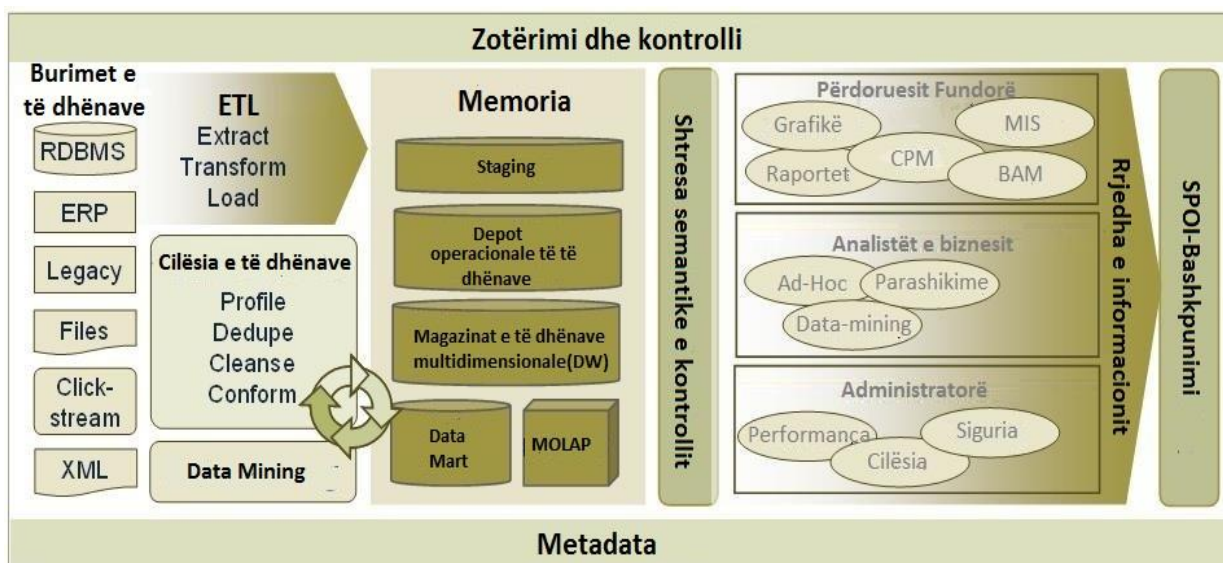 Zotërimi dhe kontrolli
Burimet e
të dhënave
RDBMS
ERP
Legacy
Files
Click-
stream
XML
ETL
Extract
Transform
Load
Cilësia e të dhënave
Profile
Dedupe
Cleanse
Conform
Data Mining
Memoria
Staging
Depot
operacionale të të
dhënave
Magazinat e të dhënave
multidimensionale(DW)
Data
Mart
MOLAP
Shtresa semantike e kontrollit
Përdoruesit Fundorë
Grafikë
MIS
CPM
Raportet
BAM
Analistët e biznesit
Ad-Hoc
Parashikime
Data-mining
Administratorë
Performanca
Siguria
Cilësia
Rrjedha e informacionit
SPOI-Bashkpunimi
Metadata